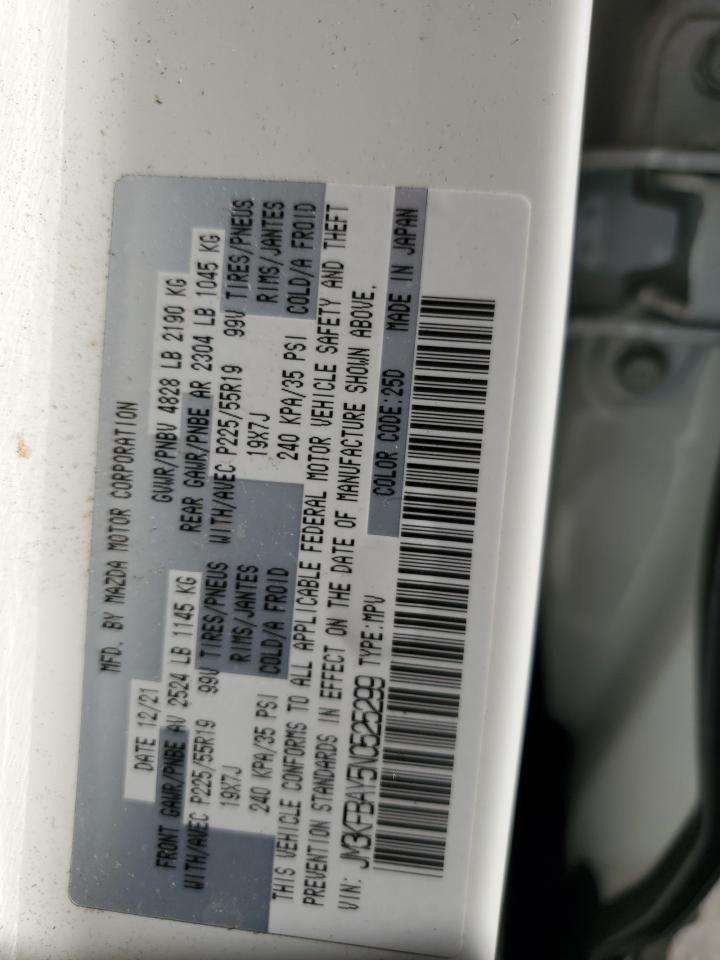 MFD. BY MAZDA MOTOR CORPORATION
DATE 12/21 GVWR/PNBV 4828 LB 2190 KG
FRONT GAWR/PNBE AV 2524 LB 1145 KG REAR GAWR/PNBE AR 2304 LB 1045 KG
WITH/AVEC P225/55R19 99V TIRES/PNEUS WITH/AVEC P225/55R19 99V TIRES/PNEUS
19X7J RIMS/JANTES 19X7J RIMS/JANTES
240 KPA/35 PSI COLD/A FROID 240 KPA/35 PSI COLD/A FROID
THIS VEHICLE CONFORMS TO ALL APPLICABLE FEDERAL MOTOR VEHICLE SAFETY AND THEFT
PREVENTION STANDARDS IN EFFECT ON THE DATE OF MANUFACTURE SHOWN ABOVE.
VIN: JM3KFBAY5N0525299 TYPE:MPV COLOR CODE:25D MADE IN JAPAN